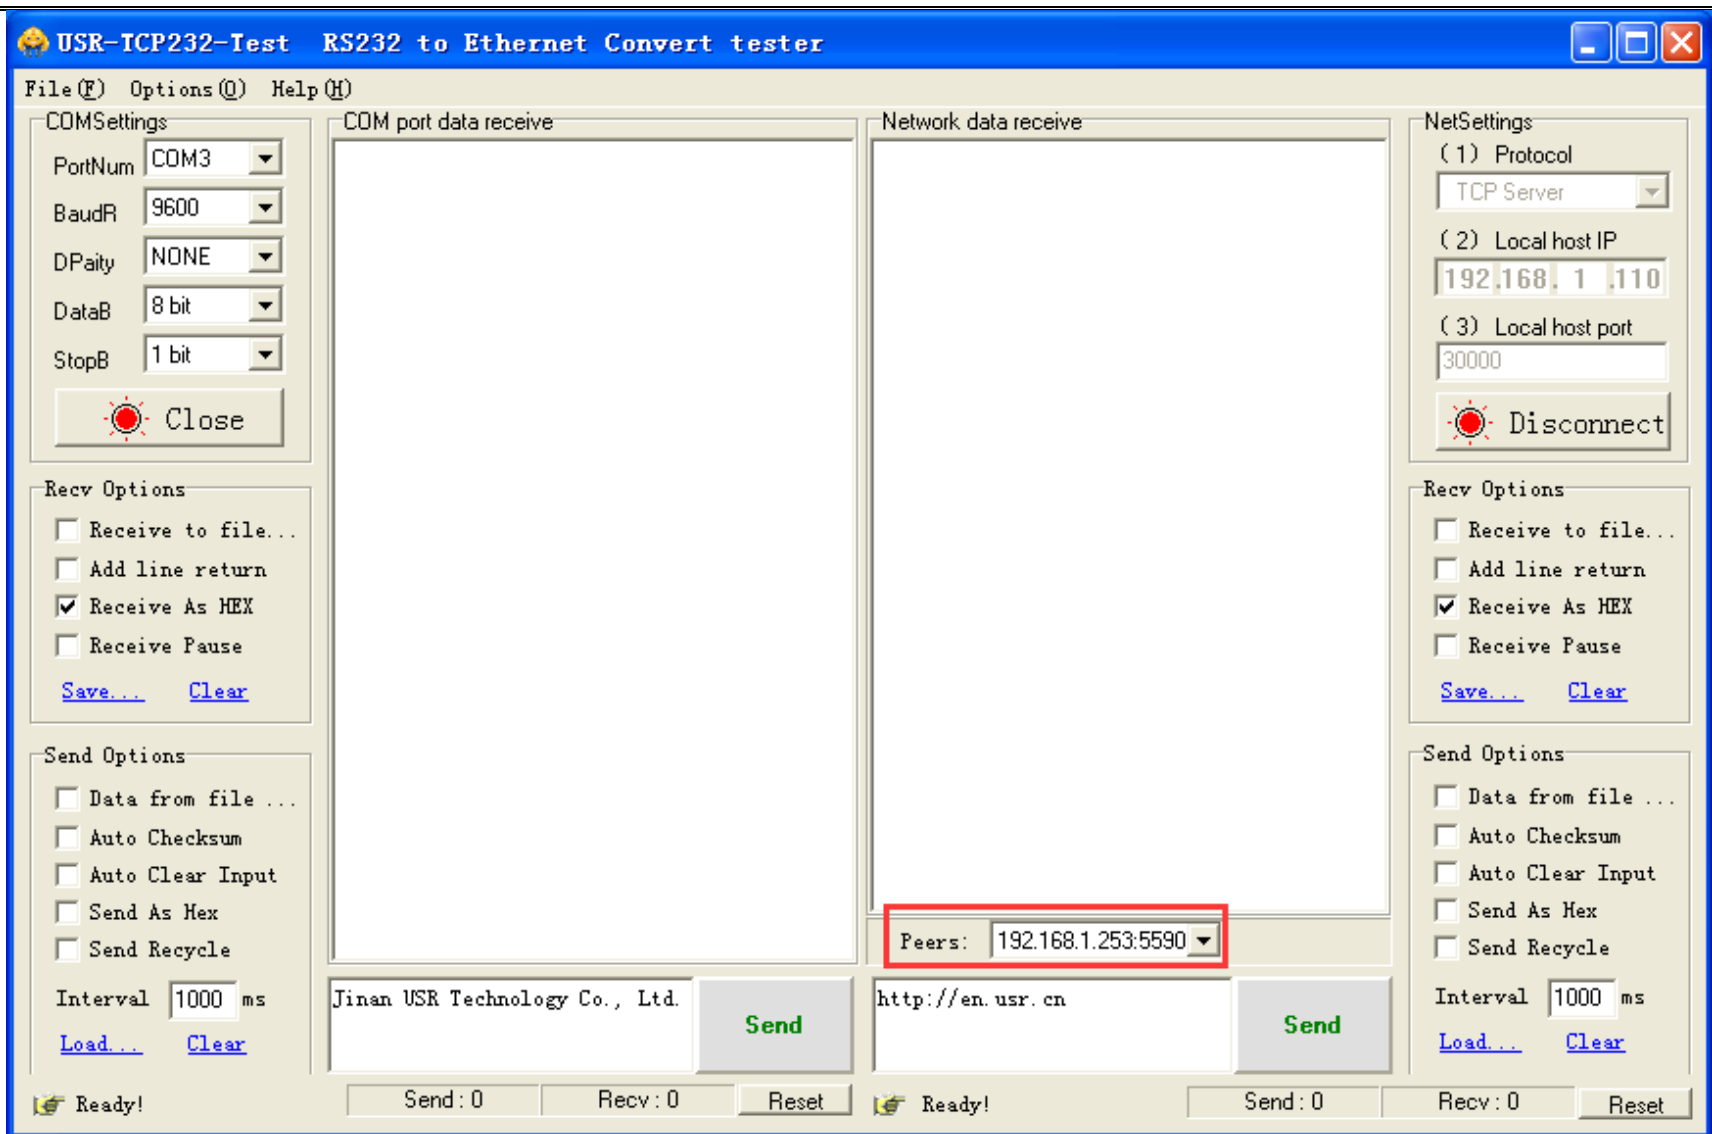 USR-TCP232-Test RS232 to Ethernet Convert tester
File(F) Options(O) Help(H)
COMSettings
PortNum COM3
BaudR 9600
DPaity NONE
DataB 8 bit
StopB 1 bit
Close
Recv Options
Receive to file...
Add line return
Receive As HEX
Receive Pause
Save... Clear
Send Options
Data from file ...
Auto Checksum
Auto Clear Input
Send As Hex
Send Recycle
Interval 1000 ms
Load... Clear
COM port data receive
Jinan USR Technology Co., Ltd.
Send
Ready!
Send : 0 Recv : 0 Reset
Network data receive
Peers: 192.168.1.253:5590
http://en.usr.cn
Send
Ready!
Send : 0 Recv : 0 Reset
NetSettings
(1) Protocol
TCP Server
(2) Local host IP
192 .168 . 1 .110
(3) Local host port
30000
Disconnect
Recv Options
Receive to file...
Add line return
Receive As HEX
Receive Pause
Save... Clear
Send Options
Data from file ...
Auto Checksum
Auto Clear Input
Send As Hex
Send Recycle
Interval 1000 ms
Load... Clear